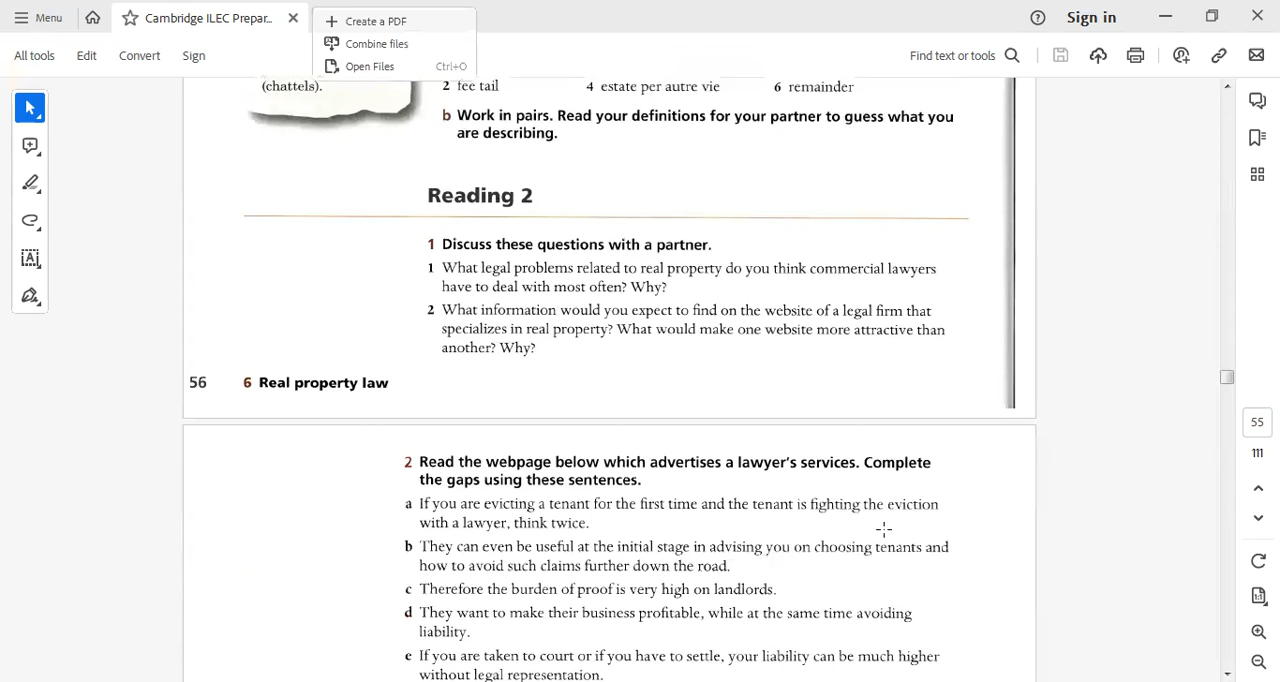 Menu
Cambridge ILEC Prepar...
Create a PDF
Combine files
Open Files Ctrl+O
Sign in
All tools Edit Convert Sign
Find text or tools
(chattels).
2 fee tail 4 estate per autre vie 6 remainder
b Work in pairs. Read your definitions for your partner to guess what you
are describing.
Reading 2
1 Discuss these questions with a partner.
1 What legal problems related to real property do you think commercial lawyers
have to deal with most often? Why?
2 What information would you expect to find on the website of a legal firm that
specializes in real property? What would make one website more attractive than
another? Why?
56 6 Real property law
55
111
2 Read the webpage below which advertises a lawyer's services. Complete
the gaps using these sentences.
a If you are evicting a tenant for the first time and the tenant is fighting the eviction
with a lawyer, think twice.
b They can even be useful at the initial stage in advising you on choosing tenants and
how to avoid such claims further down the road.
c Therefore the burden of proof is very high on landlords.
d They want to make their business profitable, while at the same time avoiding
liability.
e If you are taken to court or if you have to settle, your liability can be much higher
without legal representation.